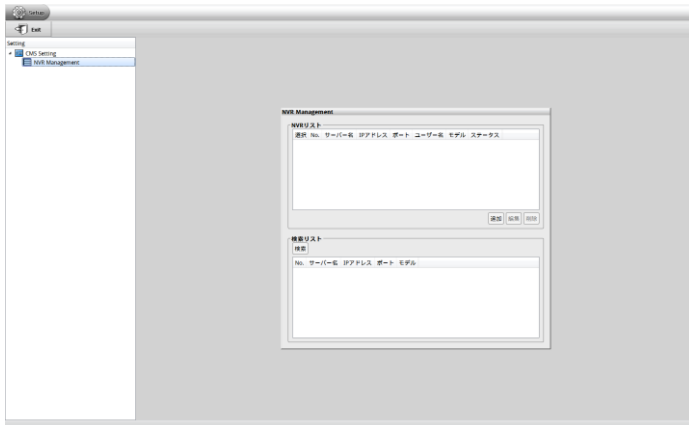 Setup
Exit
Setting
CMS Setting
NVR Management
NVR Management
NVRリスト
選択 No. サーバー名 IPアドレス ポート ユーザー名 モデル ステータス
追加 編集 削除
検索リスト
検索
No. サーバー名 IPアドレス ポート モデル